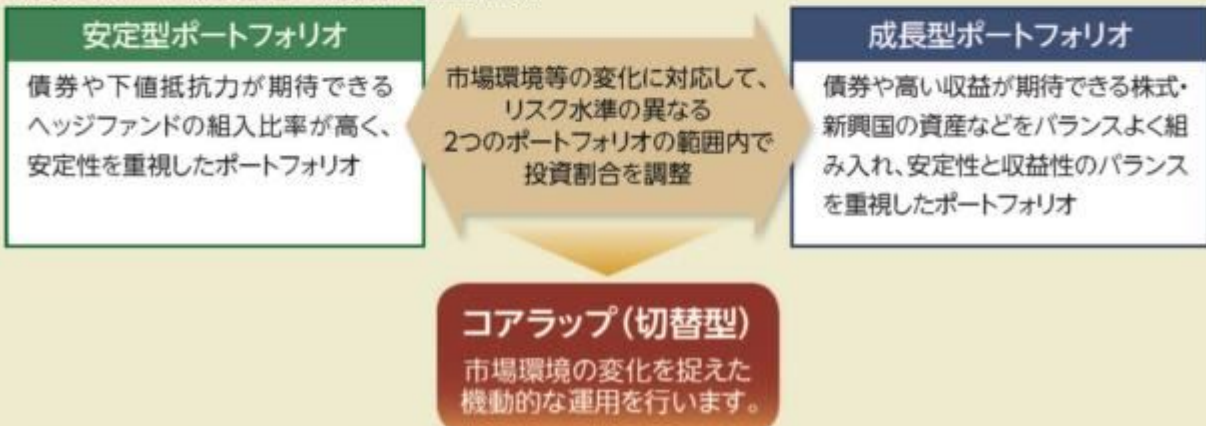 安定型ポートフォリオ
債券や下値抵抗力が期待できる
ヘッジファンドの組入比率が高く、
安定性を重視したポートフォリオ
市場環境等の変化に対応して、
リスク水準の異なる
2つのポートフォリオの範囲内で
投資割合を調整
成長型ポートフォリオ
債券や高い収益が期待できる株式・
新興国の資産などをバランスよく組
み入れ、安定性と収益性のバランス
を重視したポートフォリオ
コアラップ(切替型)
市場環境の変化を捉えた
機動的な運用を行います。